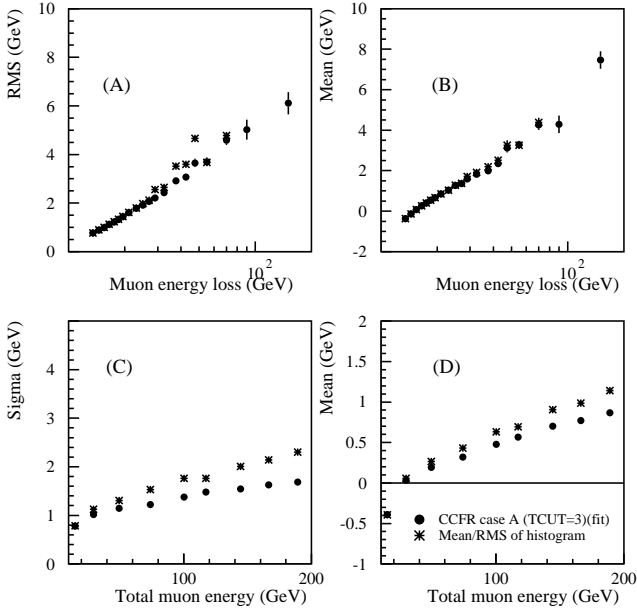 RMS (GeV)
10
8
6
4
2
0
(A)
10²
Muon energy loss (GeV)
Mean (GeV)
10
8
6
4
2
0
-2
(B)
10²
Muon energy loss (GeV)
Sigma (GeV)
5
4
3
2
1
0
(C)
100
200
Total muon energy (GeV)
Mean (GeV)
2
1.5
1
0.5
0
-0.5
-1
(D)
CCFR case A (TCUT=3)(fit)
Mean/RMS of histogram
100
200
Total muon energy (GeV)